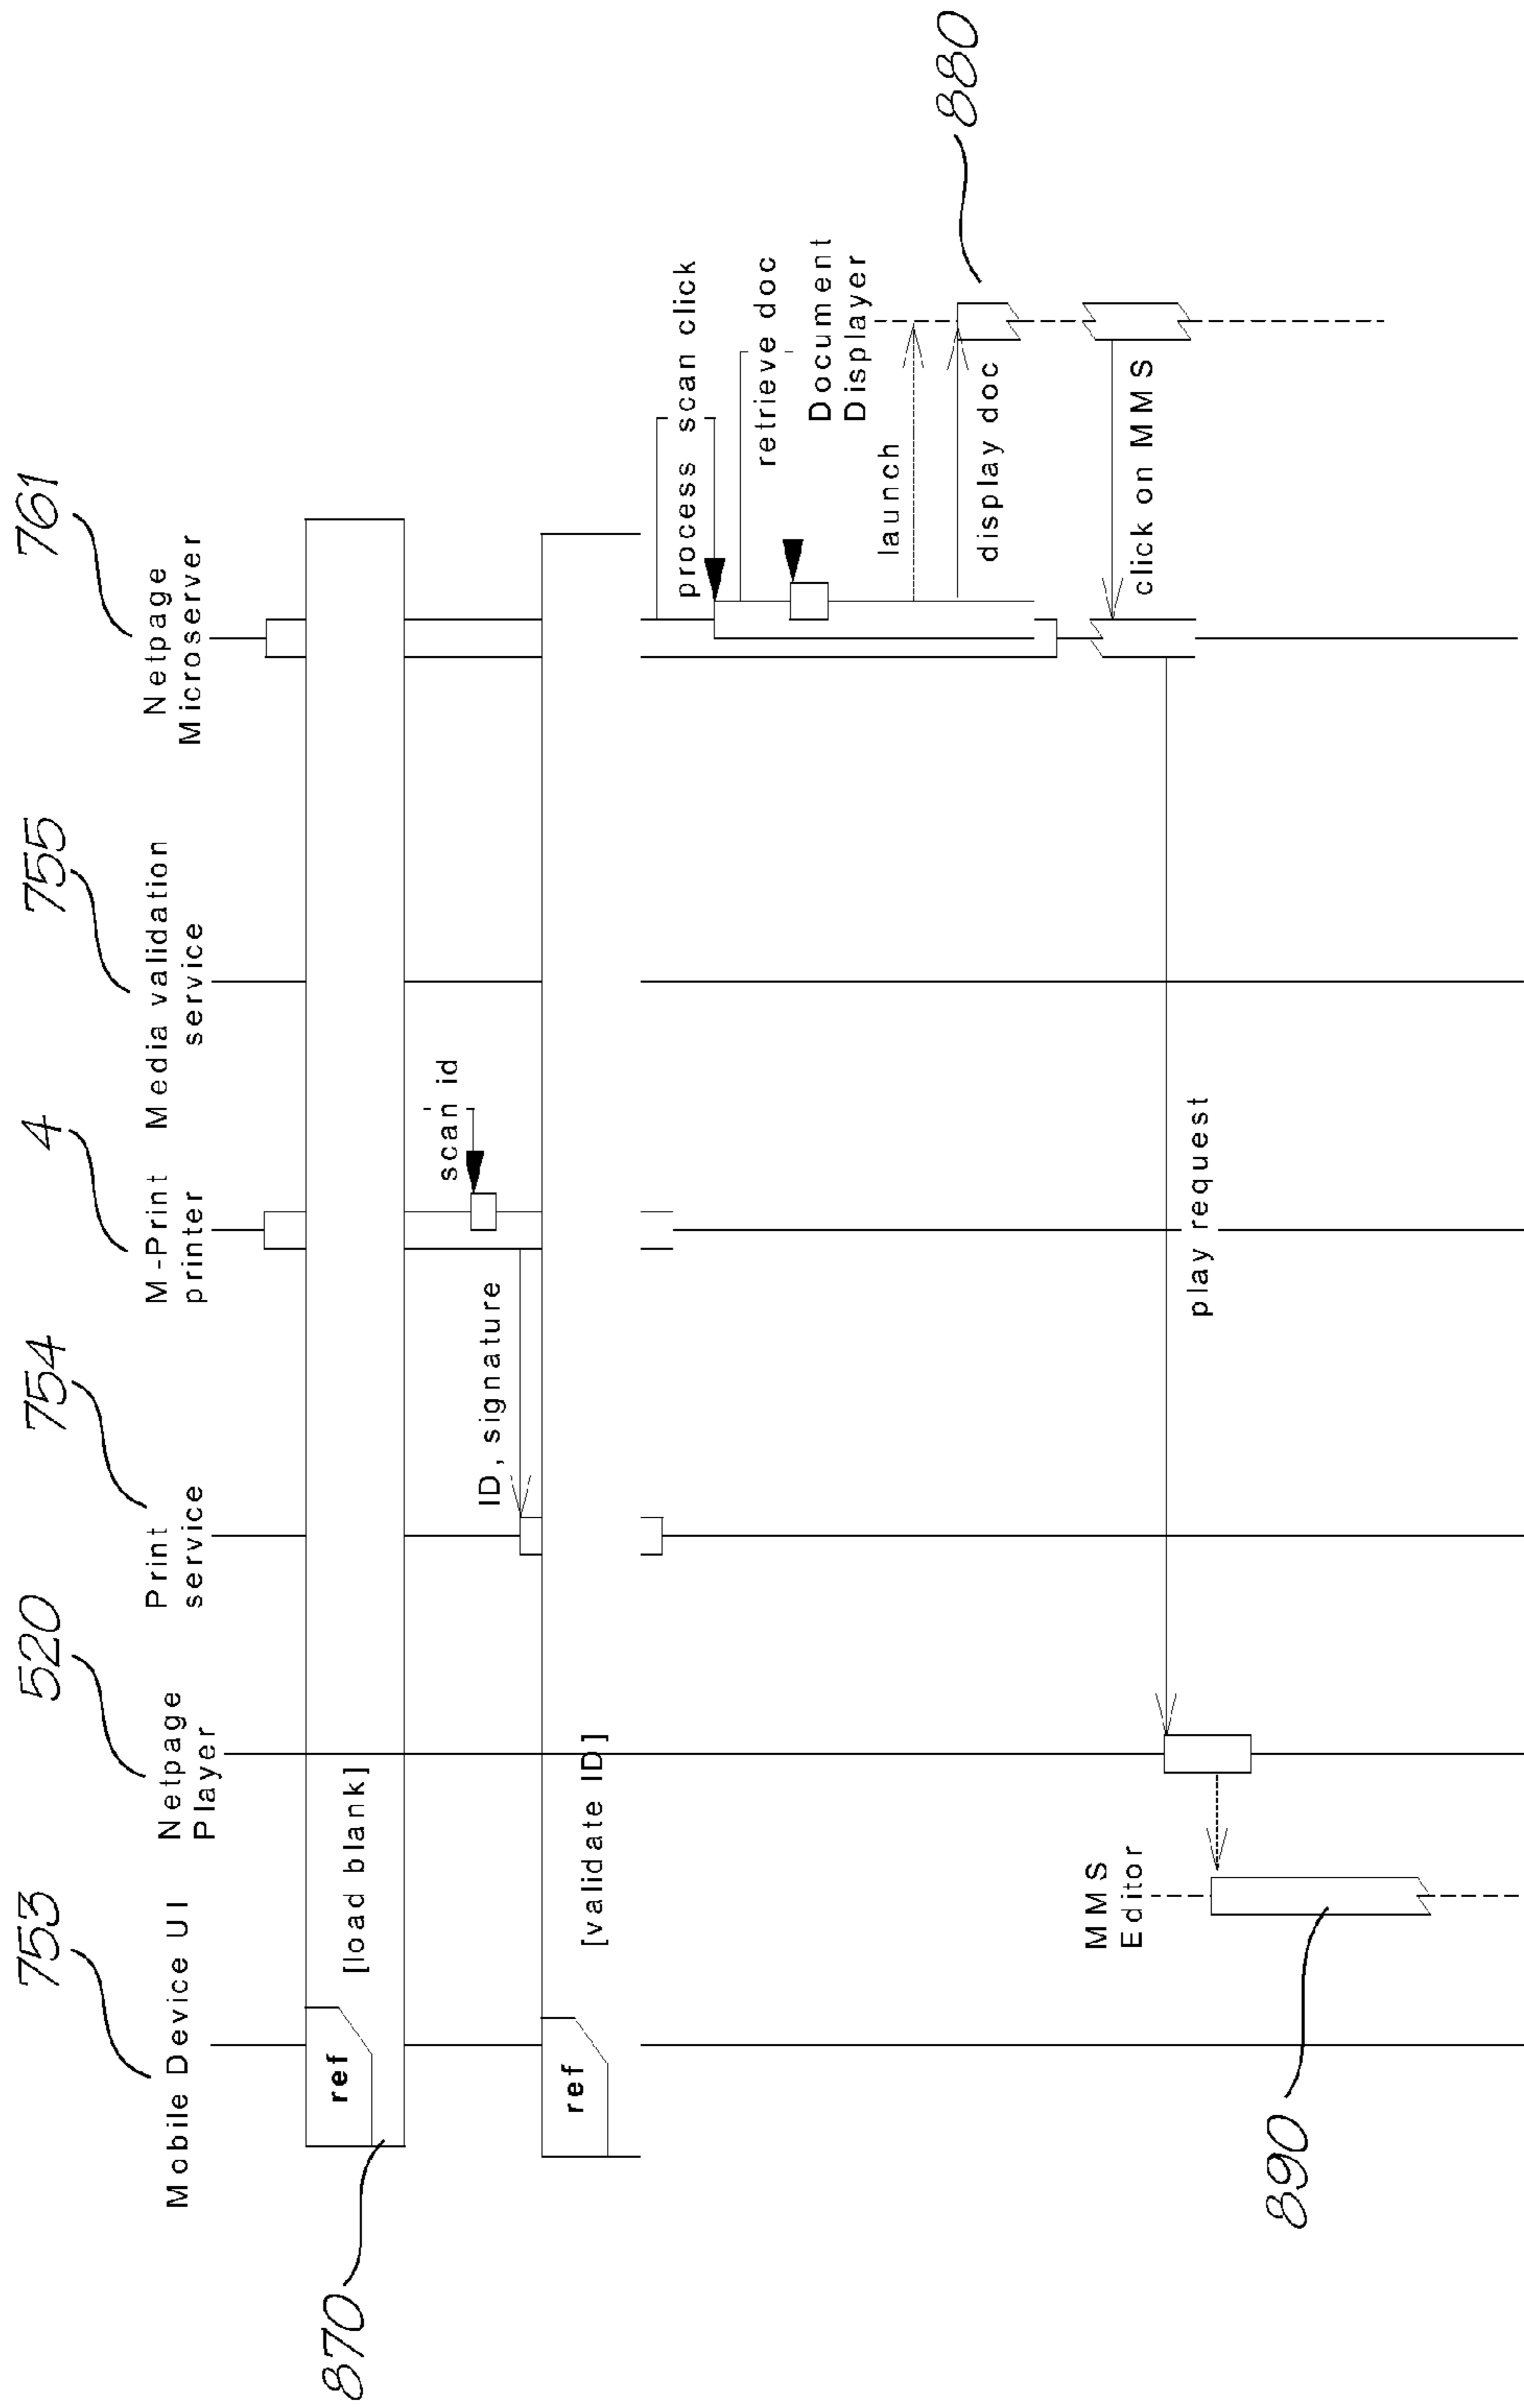 753
520
754
4
755
761
Mobile Device UI
Netpage
Player
Print
service
M-Print
printer
Media validation
service
Netpage
Microserver
870
ref
[load blank]
scan id
ID, signature
ref
[validate ID]
process scan click
retrieve doc
Document
Displayer
launch
display doc
880
MMS
Editor
click on MMS
play request
890